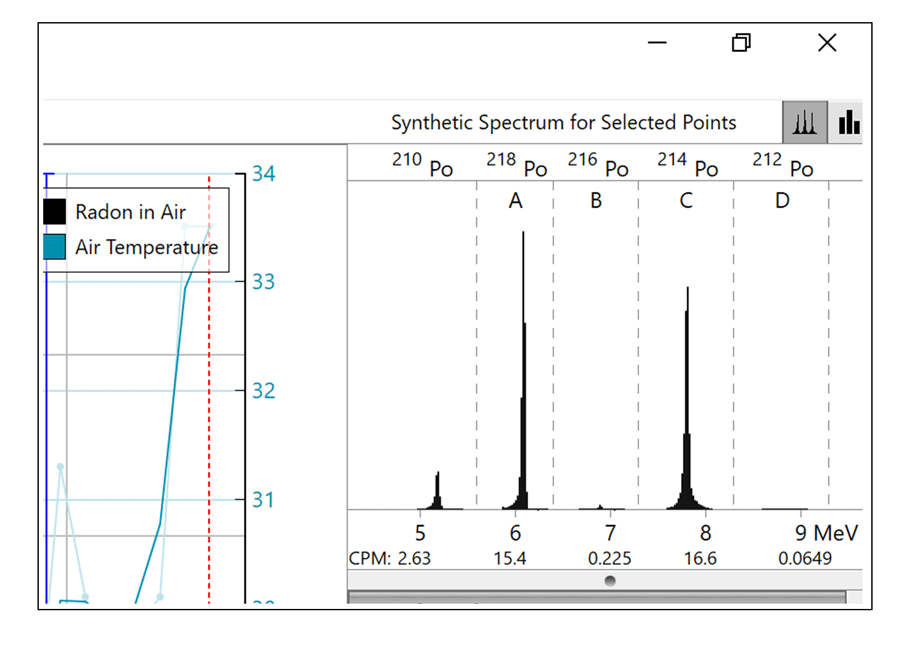 Synthetic Spectrum for Selected Points
210 Po 218 Po 216 Po 214 Po 212 Po
A B C D
34
Radon in Air
Air Temperature
33
32
31
5 6 7 8 9 MeV
CPM: 2.63 15.4 0.225 16.6 0.0649